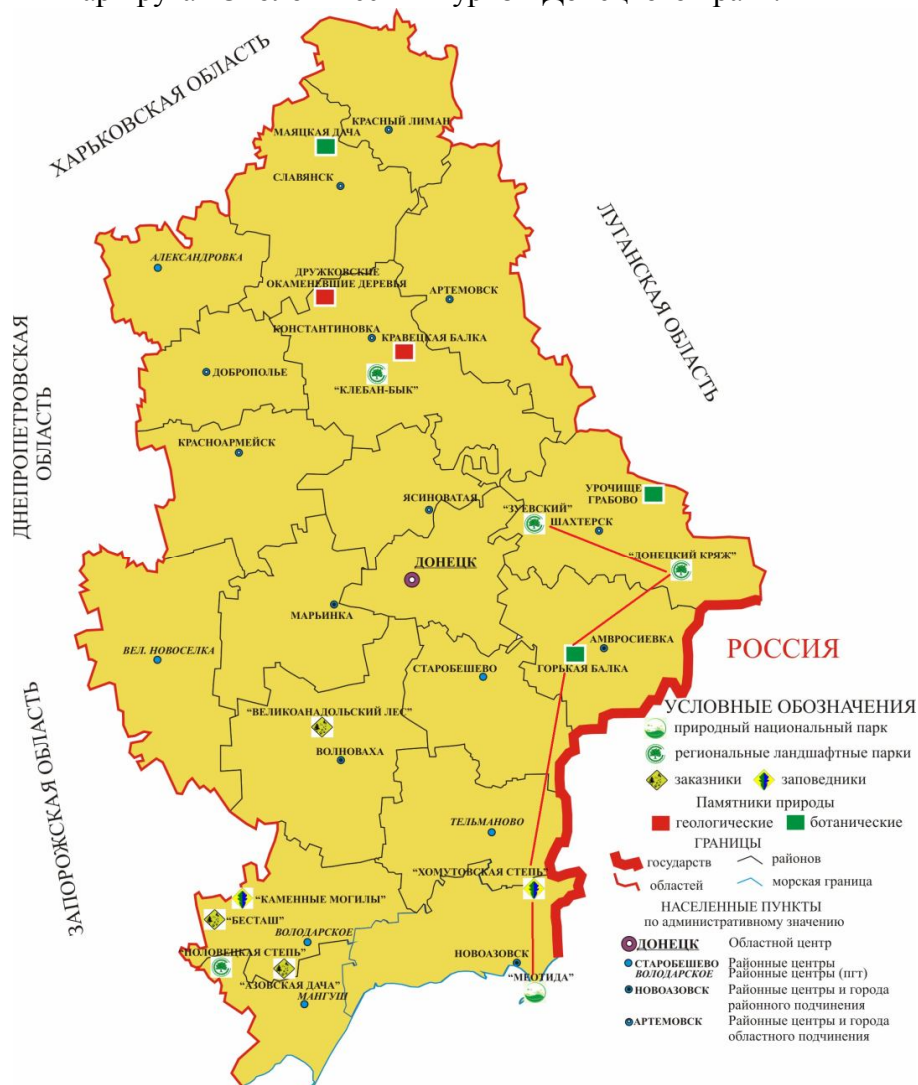 ХАРЬКОВСКАЯ ОБЛАСТЬ
КРАСНЫЙ ЛИМАН
МАЯЦКАЯ ДАЧА
СЛАВЯНСК
ЛУГАНСКАЯ ОБЛАСТЬ
АЛЕКСАНДРОВКА
ДРУЖКОВСКИЕ
ОКАМЕНЕВШИЕ ДЕРЕВЬЯ
АРТЕМОВСК
КОНСТАНТИНОВКА
КРАВЕЦКАЯ БАЛКА
ДНЕПРОПЕТРОВСКАЯ
ОБЛАСТЬ
ДОБРОПОЛЬЕ
"КЛЕБАН-БЫК"
КРАСНОАРМЕЙСК
УРОЧИЩЕ
ГРАБОВО
ЯСИНОВАТАЯ
"ЗУЕВСКИЙ"
ШАХТЕРСК
ДОНЕЦК
"ДОНЕЦКИЙ КРЯЖ"
МАРЬИНКА
АМВРОСИЕВКА
РОССИЯ
ВЕЛ. НОВОСЕЛКА
СТАРОБЕШЕВО
ГОРЬКАЯ БАЛКА
ЗАПОРОЖСКАЯ ОБЛАСТЬ
"ВЕЛИКОАНАДОЛЬСКИЙ ЛЕС"
ВОЛНОВАХА
ТЕЛЬМАНОВО
"ХОМУТОВСКАЯ СТЕПЬ"
"КАМЕННЫЕ МОГИЛЫ"
"БЕСТАШ"
ВОЛОДАРСКОЕ
"ПОЛОВЕЦКАЯ СТЕПЬ"
НОВОАЗОВСК
"МЕОТИДА"
"АЗОВСКАЯ ДАЧА"
МАНГУШ
УСЛОВНЫЕ ОБОЗНАЧЕНИЯ
природный национальный парк
региональные ландшафтные парки
заказники заповедники
Памятники природы
геологические ботанические
ГРАНИЦЫ
государств районов
областей морская граница
НАСЕЛЕННЫЕ ПУНКТЫ
по административному значению
ДОНЕЦК Областной центр
СТАРОБЕШЕВО Районные центры
ВОЛОДАРСКОЕ Районные центры (пгт)
НОВОАЗОВСК Районные центры и города
районного подчинения
АРТЕМОВСК Районные центры и города
областного подчинения